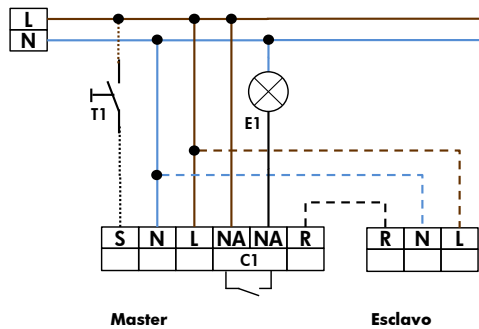 L
N
T1
E1
S N L NA NA R
C1
R N L
Master Esclavo